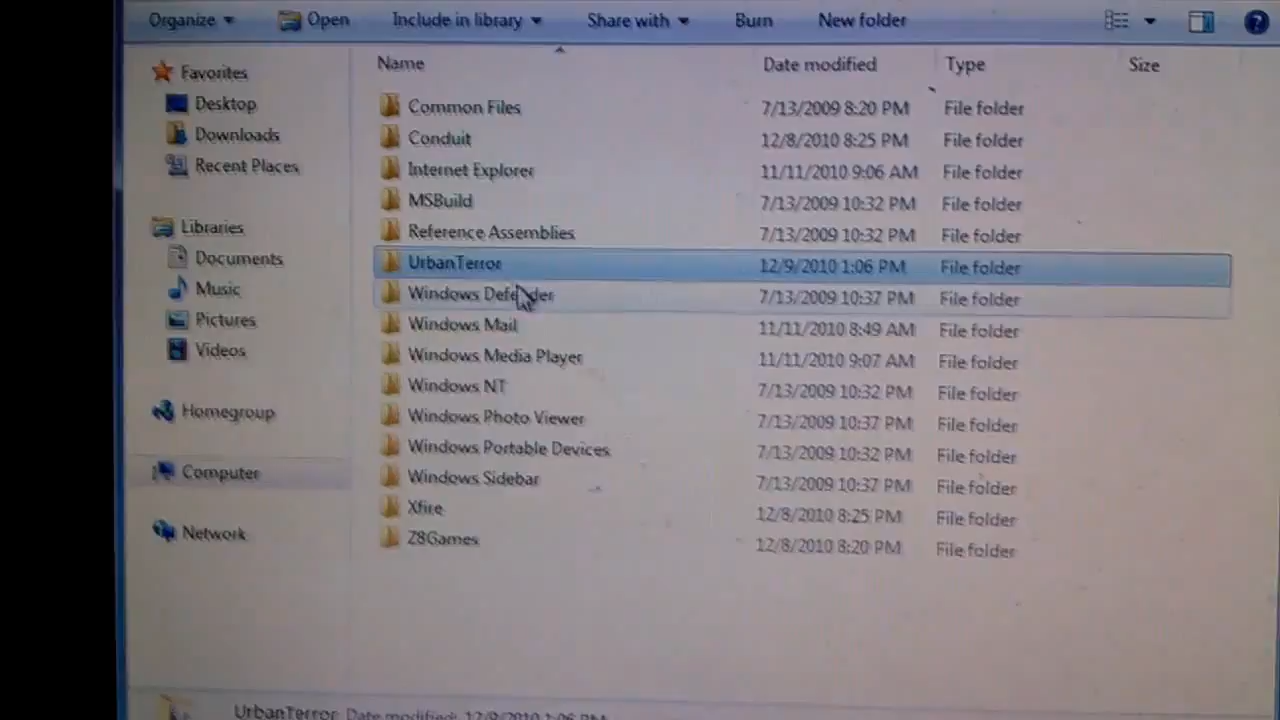 Organize Open Include in library Share with Burn New folder
Name Date modified Type Size
Favorites
Desktop
Downloads
Recent Places
Libraries
Documents
Music
Pictures
Videos
Homegroup
Computer
Network
Common Files 7/13/2009 8:20 PM File folder
Conduit 12/8/2010 8:25 PM File folder
Internet Explorer 11/11/2010 9:06 AM File folder
MSBuild 7/13/2009 10:32 PM File folder
Reference Assemblies 7/13/2009 10:32 PM File folder
UrbanTerror 12/9/2010 1:06 PM File folder
Windows Defender 7/13/2009 10:37 PM File folder
Windows Mail 11/11/2010 8:49 AM File folder
Windows Media Player 11/11/2010 9:07 AM File folder
Windows NT 7/13/2009 10:32 PM File folder
Windows Photo Viewer 7/13/2009 10:37 PM File folder
Windows Portable Devices 7/13/2009 10:32 PM File folder
Windows Sidebar 7/13/2009 10:37 PM File folder
Xfire 12/8/2010 8:25 PM File folder
Z8Games 12/8/2010 8:20 PM File folder
UrbanTerror Date modified: 12/9/2010 1:06 PM